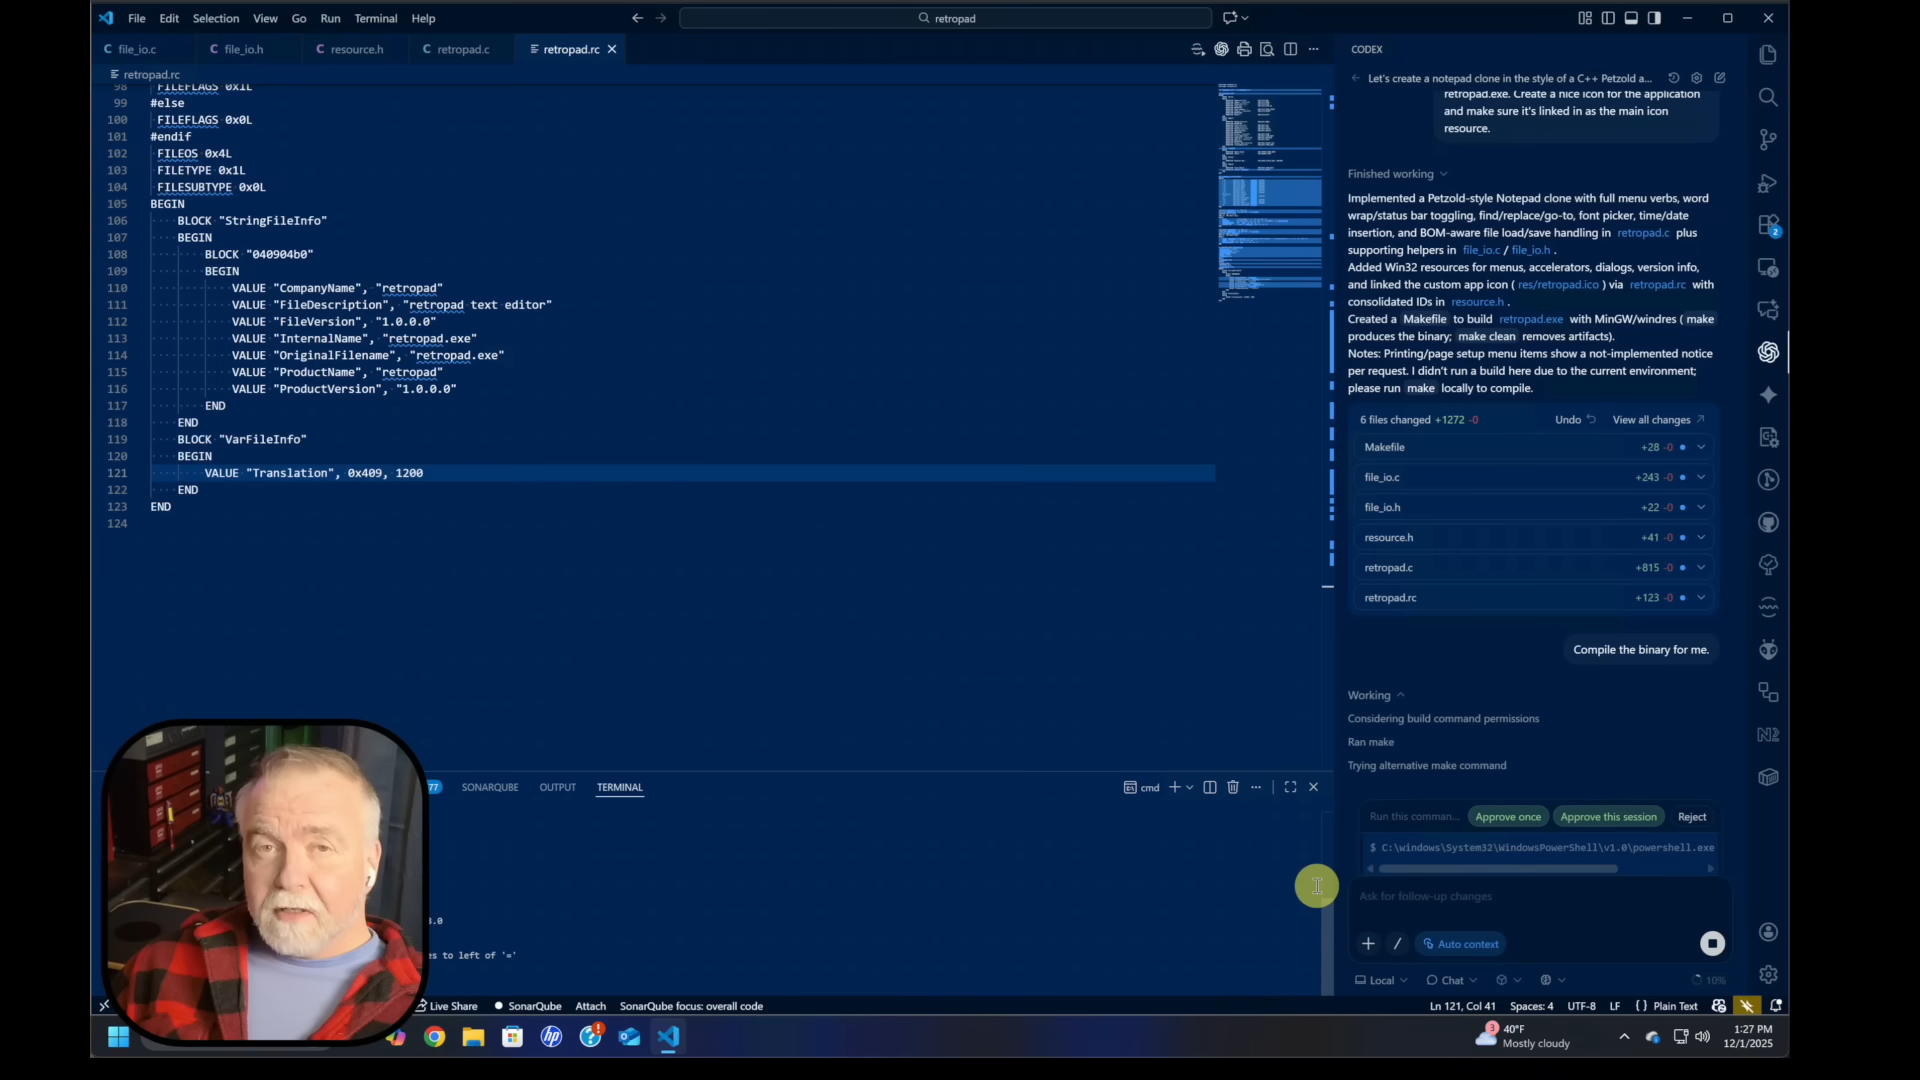 File Edit Selection View Go Run Terminal Help
retropad
C file_io.c
C file_io.h
C resource.h
C retropad.c
retropad.rc
retropad.rc
98 FILEFLAGS 0x1L
99 #else
100 FILEFLAGS 0x0L
101 #endif
102 FILEOS 0x4L
103 FILETYPE 0x1L
104 FILESUBTYPE 0x0L
105 BEGIN
106 BLOCK "StringFileInfo"
107 BEGIN
108 BLOCK "040904b0"
109 BEGIN
110 VALUE "CompanyName", "retropad"
111 VALUE "FileDescription", "retropad text editor"
112 VALUE "FileVersion", "1.0.0.0"
113 VALUE "InternalName", "retropad.exe"
114 VALUE "OriginalFilename", "retropad.exe"
115 VALUE "ProductName", "retropad"
116 VALUE "ProductVersion", "1.0.0.0"
117 END
118 END
119 BLOCK "VarFileInfo"
120 BEGIN
121 VALUE "Translation", 0x409, 1200
122 END
123 END
124
77 SONARQUBE OUTPUT TERMINAL
cmd
3.0
es to left of '='
CODEX
Let's create a notepad clone in the style of a C++ Petzold a...
retropad.exe. Create a nice icon for the application
and make sure it's linked in as the main icon
resource.
Finished working
Implemented a Petzold-style Notepad clone with full menu verbs, word
wrap/status bar toggling, find/replace/go-to, font picker, time/date
insertion, and BOM-aware file load/save handling in retropad.c plus
supporting helpers in file_io.c / file_io.h .
Added Win32 resources for menus, accelerators, dialogs, version info,
and linked the custom app icon ( res/retropad.ico ) via retropad.rc with
consolidated IDs in resource.h .
Created a Makefile to build retropad.exe with MinGW/windres ( make
produces the binary; make clean removes artifacts).
Notes: Printing/page setup menu items show a not-implemented notice
per request. I didn't run a build here due to the current environment;
please run make locally to compile.
6 files changed +1272 -0 Undo View all changes
Makefile +28 -0
file_io.c +243 -0
file_io.h +22 -0
resource.h +41 -0
retropad.c +815 -0
retropad.rc +123 -0
Compile the binary for me.
Working
Considering build command permissions
Ran make
Trying alternative make command
Run this comman... Approve once Approve this session Reject
$ C:\windows\System32\WindowsPowerShell\v1.0\powershell.exe
Ask for follow-up changes
Auto context
Local Chat 10%
2
N2
Live Share SonarQube Attach SonarQube focus: overall code
Ln 121, Col 41 Spaces: 4 UTF-8 LF {} Plain Text
hp
3
40°F
Mostly cloudy
1:27 PM
12/1/2025